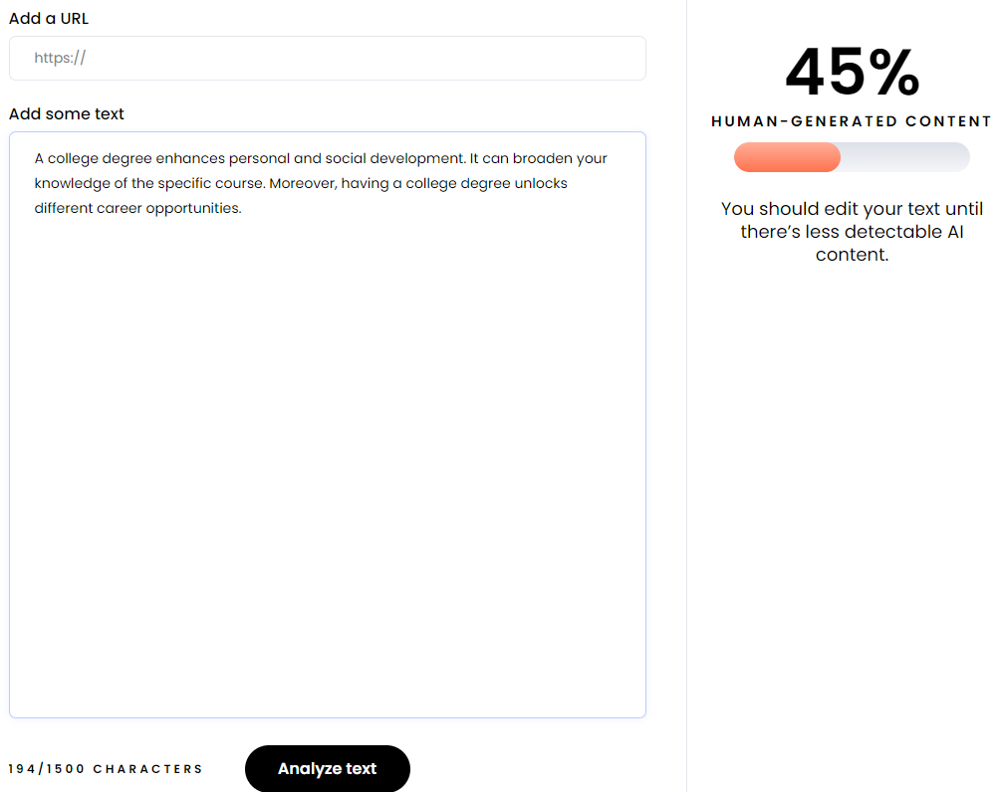 Add a URL
https://
Add some text
A college degree enhances personal and social development. It can broaden your
knowledge of the specific course. Moreover, having a college degree unlocks
different career opportunities.
194/1500 CHARACTERS
Analyze text
45%
HUMAN-GENERATED CONTENT
You should edit your text until
there’s less detectable AI
content.